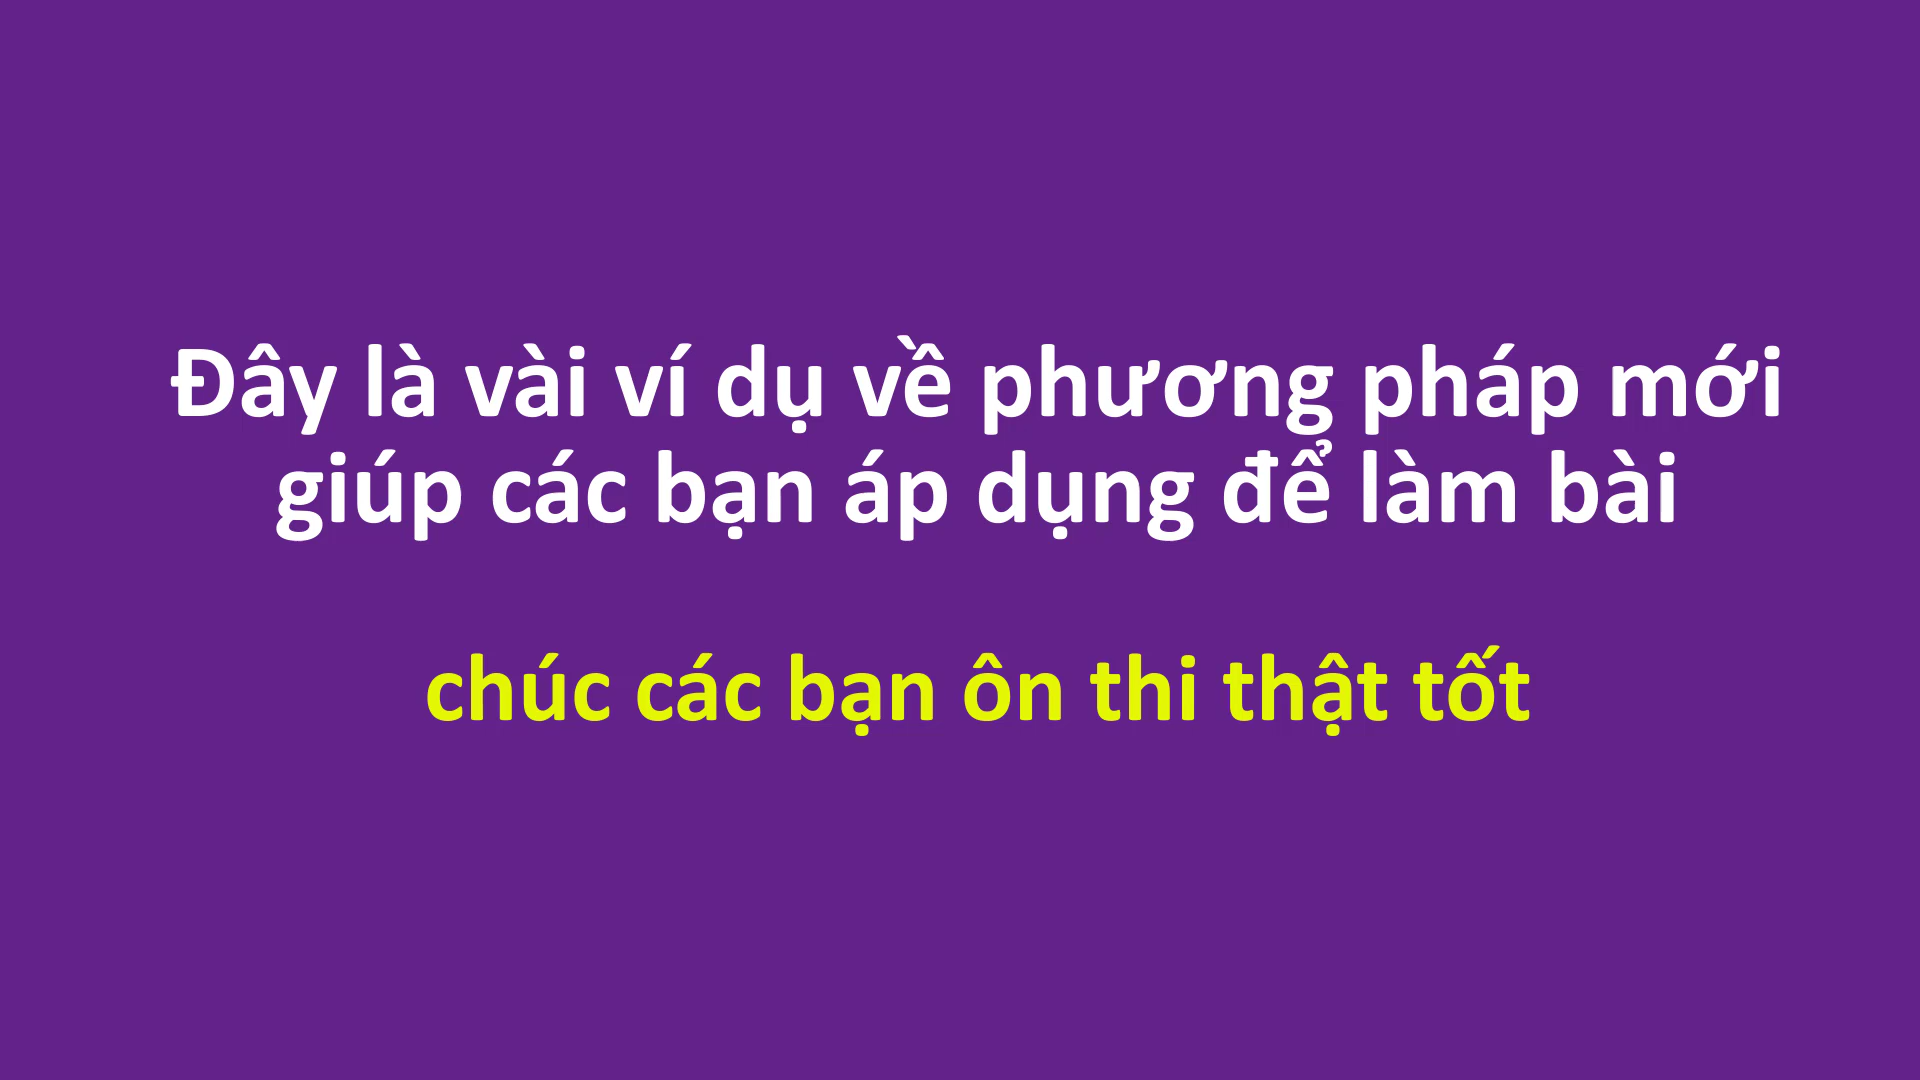 Đây là vài ví dụ về phương pháp mới
giúp các bạn áp dụng để làm bài
chúc các bạn ôn thi thật tốt